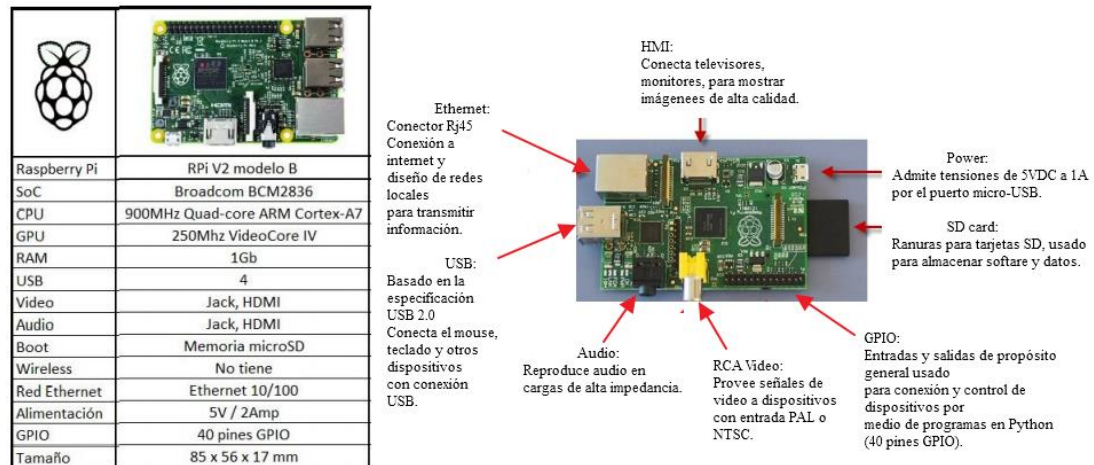 Raspberry Pi RPi V2 modelo B
SoC Broadcom BCM2836
CPU 900MHz Quad-core ARM Cortex-A7
GPU 250Mhz VideoCore IV
RAM 1Gb
USB 4
Video Jack, HDMI
Audio Jack, HDMI
Boot Memoria microSD
Wireless No tiene
Red Ethernet Ethernet 10/100
Alimentación 5V / 2Amp
GPIO 40 pines GPIO
Tamaño 85 x 56 x 17 mm
Ethernet:
Conector Rj45
Conexión a
internet y
diseño de redes
locales
para transmitir
información.
USB:
Basado en la
especificación
USB 2.0
Conecta el mouse,
teclado y otros
dispositivos
con conexión
USB.
HMI:
Conecta televisores,
monitores, para mostrar
imágenees de alta calidad.
Power:
Admite tensiones de 5VDC a 1A
por el puerto micro-USB.
SD card:
Ranuras para tarjetas SD, usado
para almacenar softare y datos.
Audio:
Reproduce audio en
cargas de alta impedancia.
RCA Video:
Provee señales de
video a dispositivos
con entrada PAL o
NTSC.
GPIO:
Entradas y salidas de propósito
general usado
para conexión y control de
dispositivos por
medio de programas en Python
(40 pines GPIO).